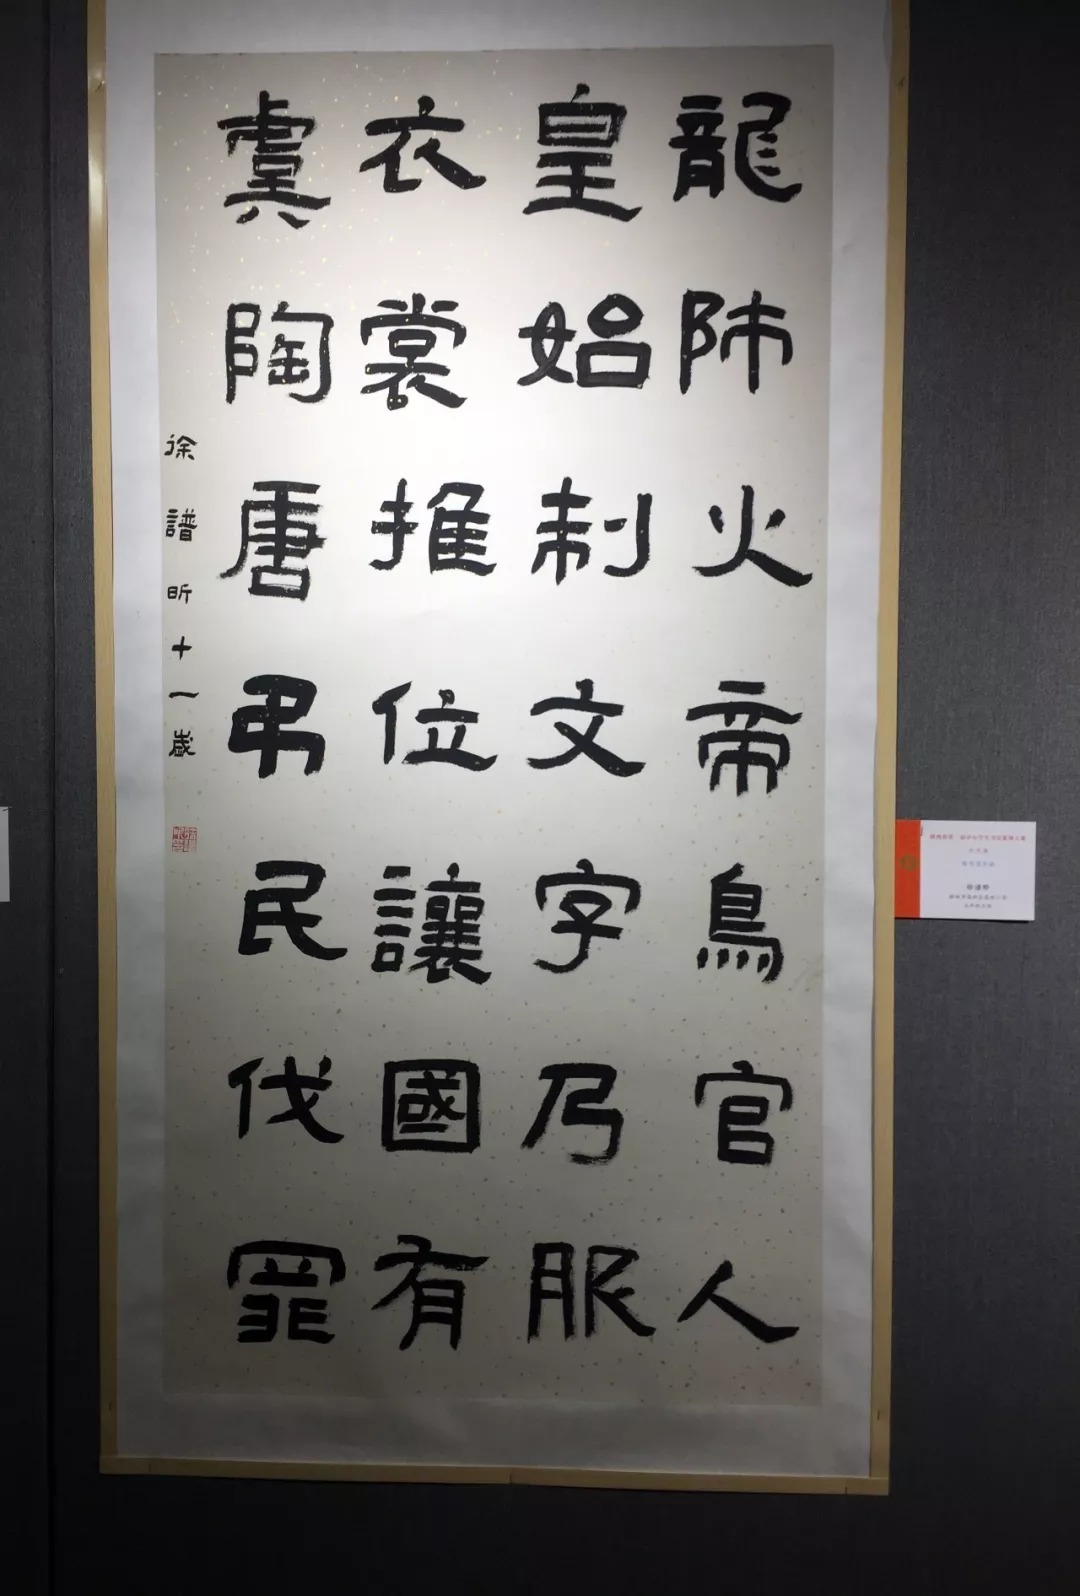 龍師火帝鳥官人
皇始制文字乃服
衣裳推位讓國有
虞陶唐弔民伐罪
徐譜昕十一歲